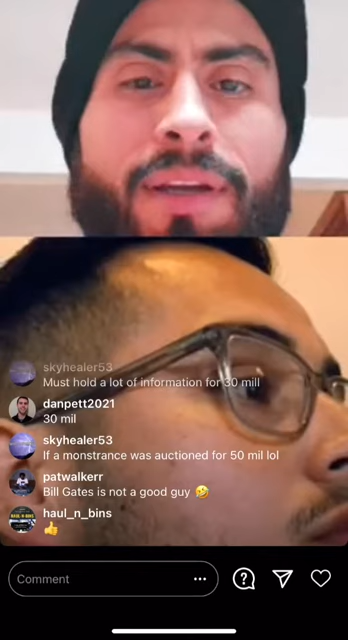 skyhealer53
Must hold a lot of information for 30 mil
danpett2021
30 mil
skyhealer53
If a monstrance was auctioned for 50 mil lol
patwalkerr
Bill Gates is not a good guy 🤣
haul_n_bins
👍
Comment